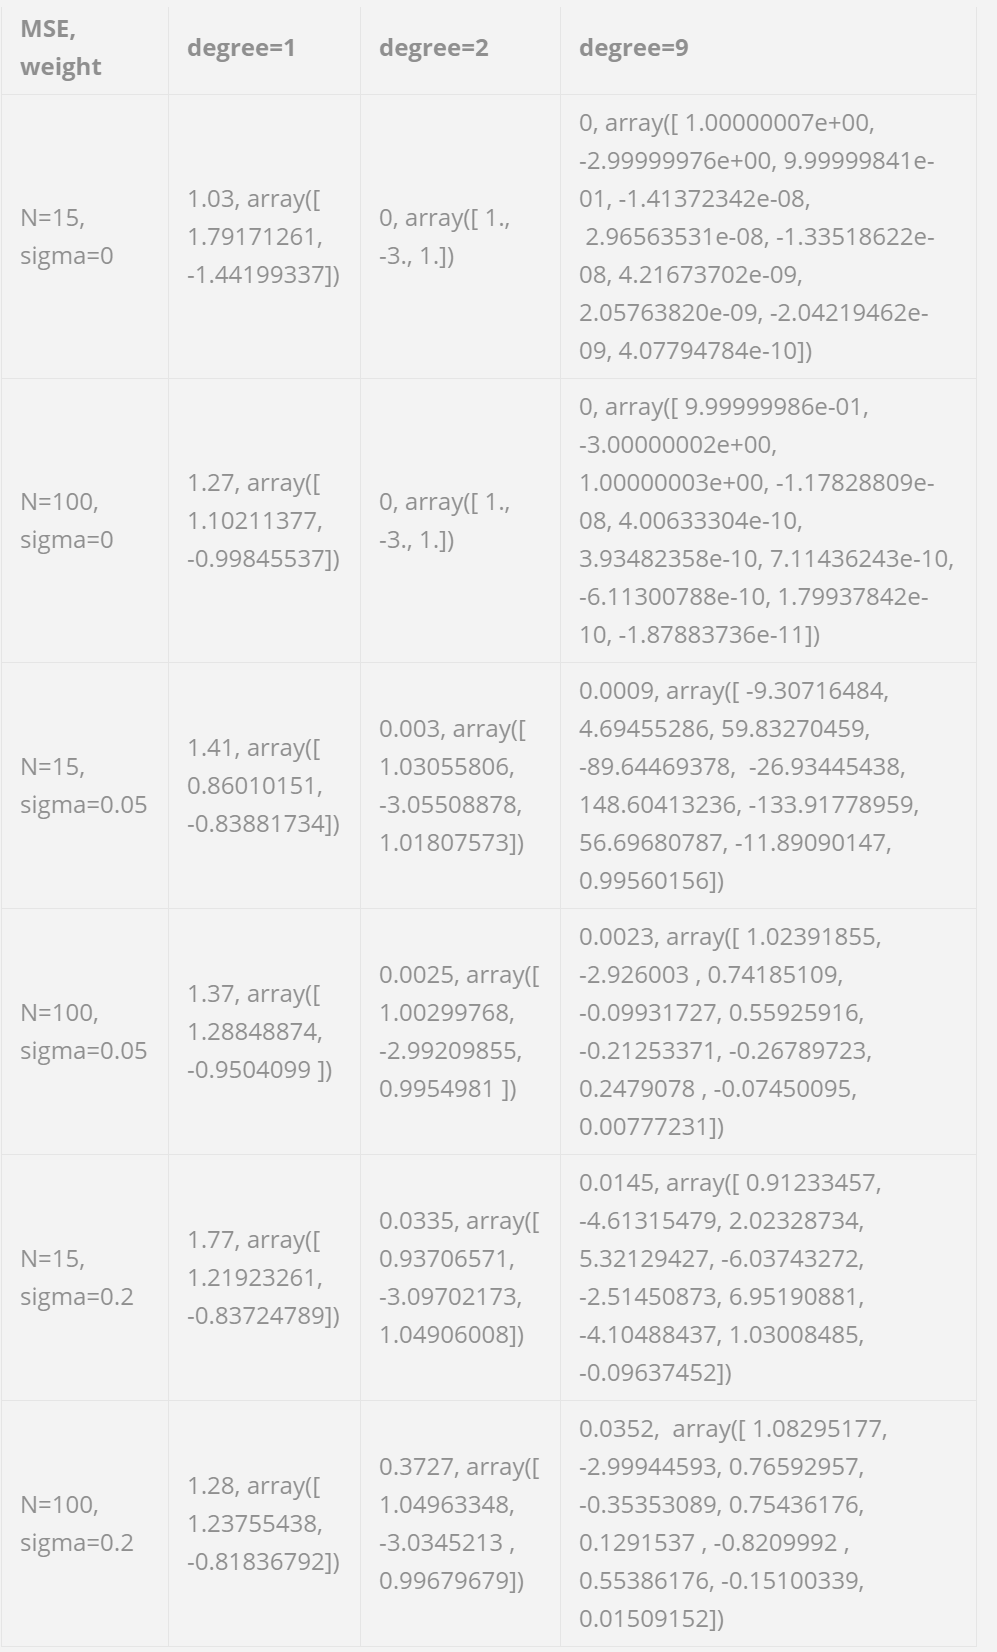 MSE,
weight
degree=1
degree=2
degree=9
N=15,
sigma=0
1.03, array([
1.79171261,
-1.44199337])
0, array([ 1.,
-3., 1.])
0, array([ 1.00000007e+00,
-2.99999976e+00, 9.99999841e-
01, -1.41372342e-08,
2.96563531e-08, -1.33518622e-
08, 4.21673702e-09,
2.05763820e-09, -2.04219462e-
09, 4.07794784e-10])
N=100,
sigma=0
1.27, array([
1.10211377,
-0.99845537])
0, array([ 1.,
-3., 1.])
0, array([ 9.99999986e-01,
-3.00000002e+00,
1.00000003e+00, -1.17828809e-
08, 4.00633304e-10,
3.93482358e-10, 7.11436243e-10,
-6.11300788e-10, 1.79937842e-
10, -1.87883736e-11])
N=15,
sigma=0.05
1.41, array([
0.86010151,
-0.83881734])
0.003, array([
1.03055806,
-3.05508878,
1.01807573])
0.0009, array([ -9.30716484,
4.69455286, 59.83270459,
-89.64469378,  -26.93445438,
148.60413236, -133.91778959,
56.69680787, -11.89090147,
0.99560156])
N=100,
sigma=0.05
1.37, array([
1.28848874,
-0.9504099 ])
0.0025, array([
1.00299768,
-2.99209855,
0.9954981 ])
0.0023, array([ 1.02391855,
-2.926003 , 0.74185109,
-0.09931727, 0.55925916,
-0.21253371, -0.26789723,
0.2479078 , -0.07450095,
0.00777231])
N=15,
sigma=0.2
1.77, array([
1.21923261,
-0.83724789])
0.0335, array([
0.93706571,
-3.09702173,
1.04906008])
0.0145, array([ 0.91233457,
-4.61315479, 2.02328734,
5.32129427, -6.03743272,
-2.51450873, 6.95190881,
-4.10488437, 1.03008485,
-0.09637452])
N=100,
sigma=0.2
1.28, array([
1.23755438,
-0.81836792])
0.3727, array([
1.04963348,
-3.0345213 ,
0.99679679])
0.0352,  array([ 1.08295177,
-2.99944593, 0.76592957,
-0.35353089, 0.75436176,
0.1291537 , -0.8209992 ,
0.55386176, -0.15100339,
0.01509152])